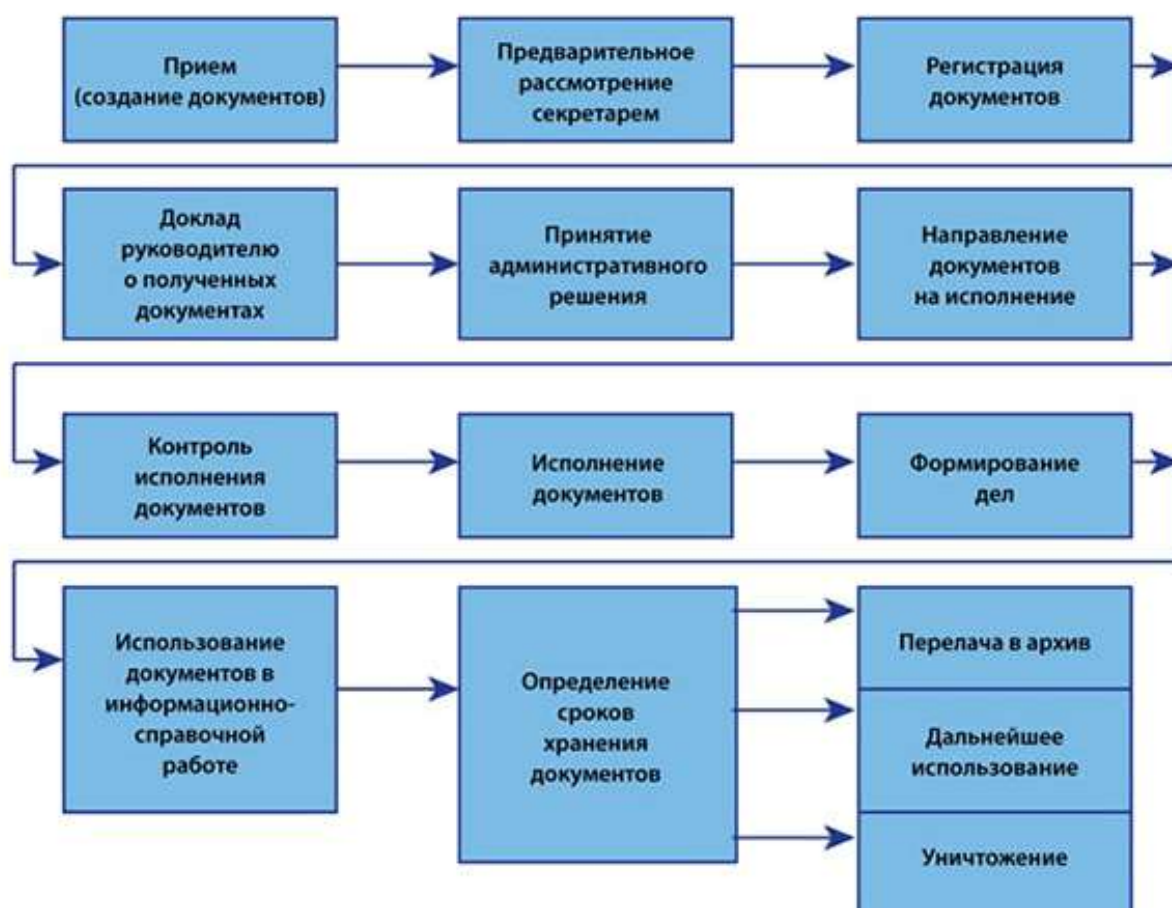 Прием
(создание документов)
Предварительное
рассмотрение
секретарем
Регистрация
документов
Доклад
руководителю
о полученных
документах
Принятие
административного
решения
Направление
документов
на исполнение
Контроль
исполнения
документов
Исполнение
документов
Формирование
дел
Использование
документов в
информационно-
справочной
работе
Определение
сроков
хранения
документов
Перелача в архив
Дальнейшее
использование
Уничтожение